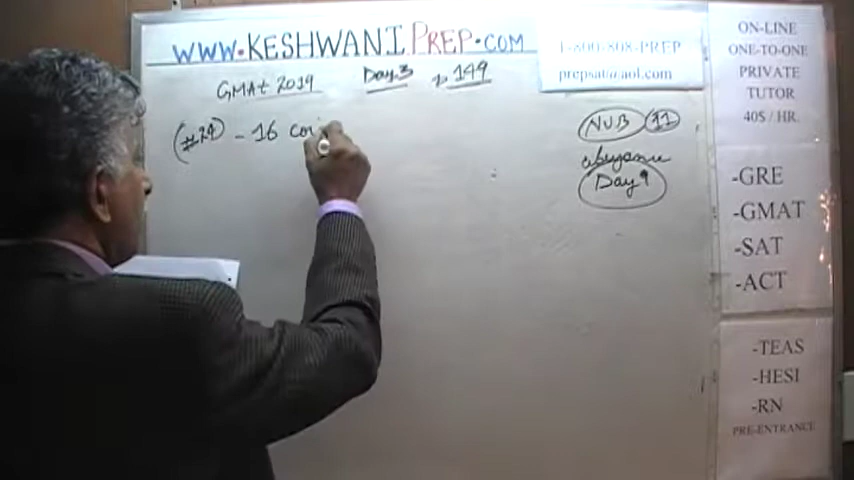 WWW.KESHWANIPREP.COM
GMAt 2019 Day 3 p 149
(#29) - 16 coi
1-800-808-PREP
prepsat@aol.com
NUB 11
Day 9
ON-LINE
ONE-TO-ONE
PRIVATE
TUTOR
40$ / HR.
-GRE
-GMAT
-SAT
-ACT
-TEAS
-HESI
-RN
PRE-ENTRANCE